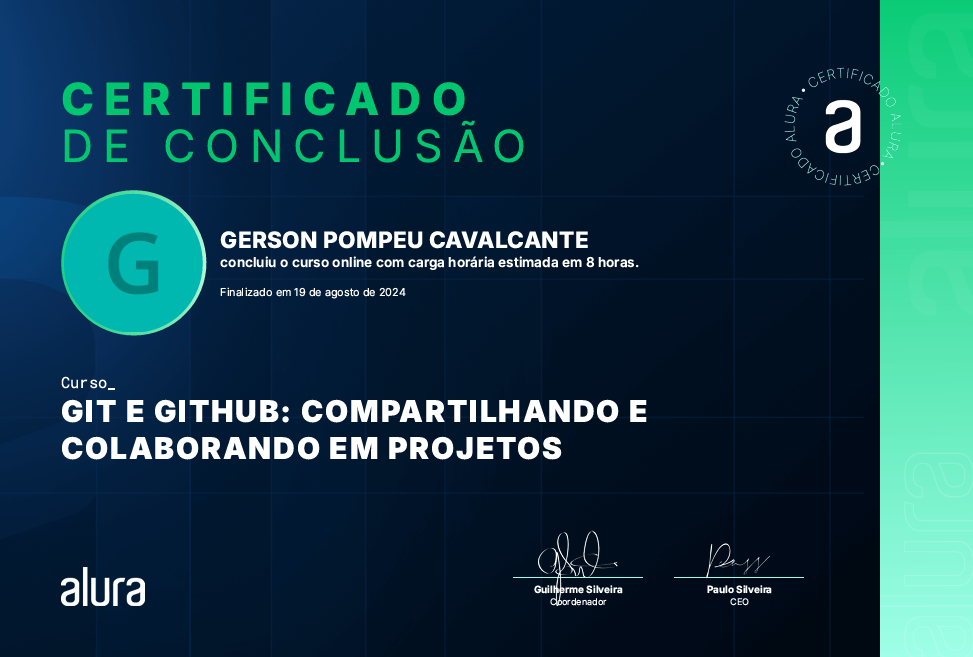 CERTIFICADO
DE CONCLUSÃO
• CERTIFICADO ALURA • CERTIFICADO ALURA
a
G
GERSON POMPEU CAVALCANTE
concluiu o curso online com carga horária estimada em 8 horas.
Finalizado em 19 de agosto de 2024
Curso_
GIT E GITHUB: COMPARTILHANDO E
COLABORANDO EM PROJETOS
alura
Guilherme Silveira
Coordenador
Paulo Silveira
CEO
alura
alura